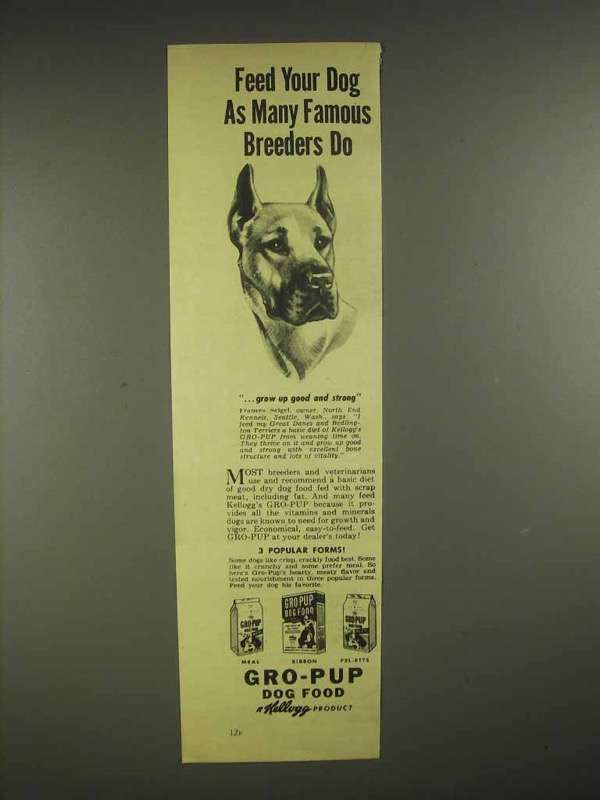 Feed Your Dog
As Many Famous
Breeders Do
"...grow up good and strong"
Frances Seigel, owner, North End
Kennels, Seattle, Wash., says "I
feed my Great Danes and Bedling-
ton Terriers a basic diet of Kellogg's
GRO-PUP from weaning time on.
They thrive on it and grow up good
and strong with excellent bone
structure and lots of vitality."
MOST breeders and veterinarians
use and recommend a basic diet
of good dry dog food fed with scrap
meat, including fat. And many feed
Kellogg's GRO-PUP because it pro-
vides all the vitamins and minerals
dogs are known to need for growth and
vigor. Economical, easy-to-feed. Get
GRO-PUP at your dealer's today!
3 POPULAR FORMS!
Some dogs like crisp, crackly food best. Some
like it crunchy and some prefer meal. So
here's Gro-Pup's hearty, meaty flavor and
tested nourishment in three popular forms.
Feed your dog his favorite.
GRO-PUP
GRO-PUP
DOG FOOD
GRO-PUP
MEAL RIBBON PEL-ETTS
GRO-PUP
DOG FOOD
A Kellogg PRODUCT